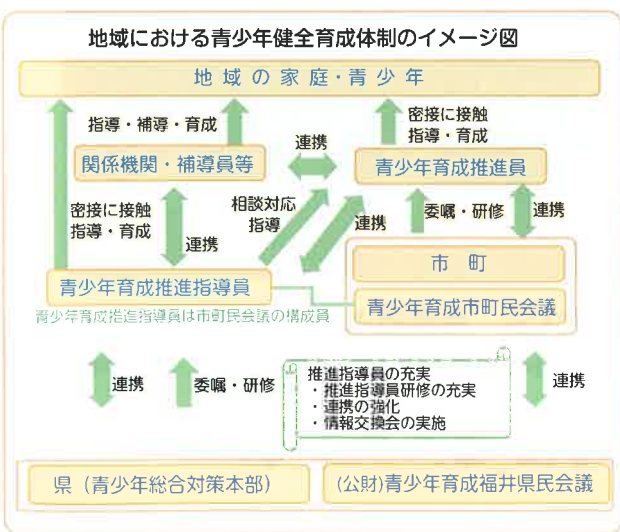 地域における青少年健全育成体制のイメージ図
地域の家庭・青少年
指導・補導・育成
密接に接触
指導・育成
関係機関・補導員等
連携
青少年育成推進員
密接に接触
指導・育成
連携
相談対応
指導
連携
委嘱・研修
連携
市　町
青少年育成推進指導員
青少年育成市町民会議
青少年育成推進指導員は市町民会議の構成員
連携
委嘱・研修
推進指導員の充実
・推進指導員研修の充実
・連携の強化
・情報交換会の実施
連携
県（青少年総合対策本部）
(公財)青少年育成福井県民会議